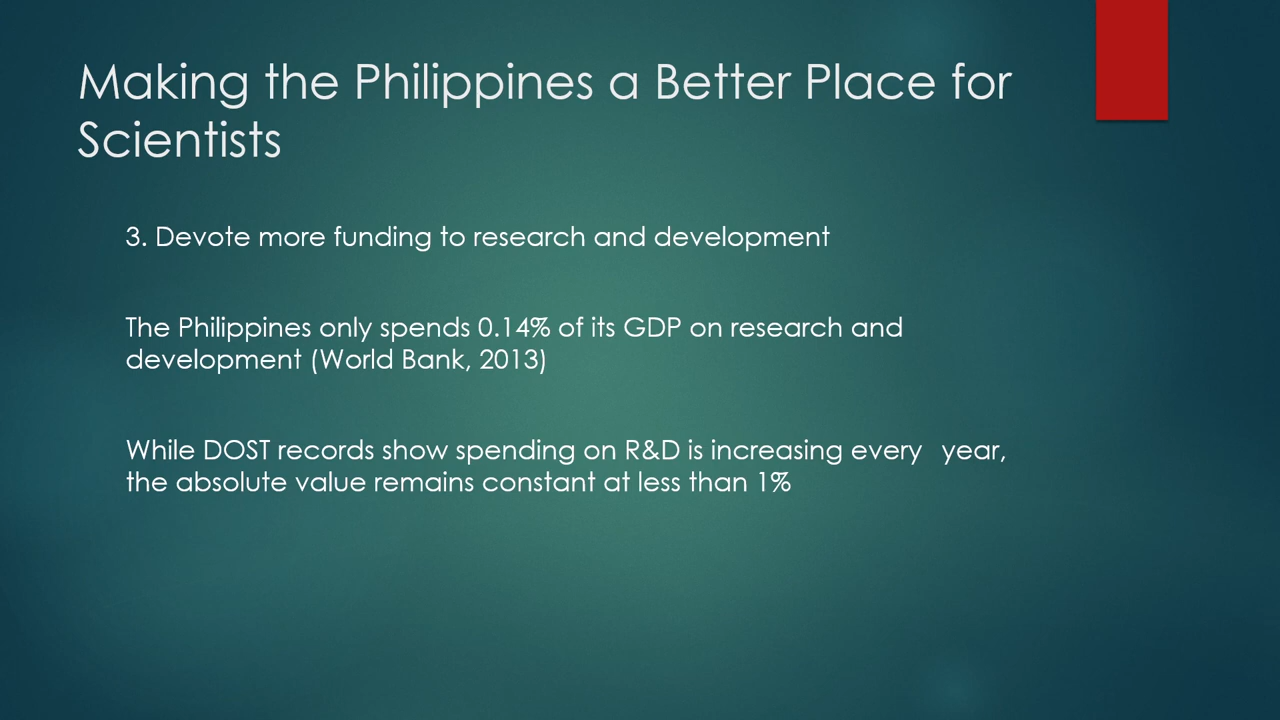 Making the Philippines a Better Place for
Scientists
3. Devote more funding to research and development
The Philippines only spends 0.14% of its GDP on research and
development (World Bank, 2013)
While DOST records show spending on R&D is increasing every   year,
the absolute value remains constant at less than 1%